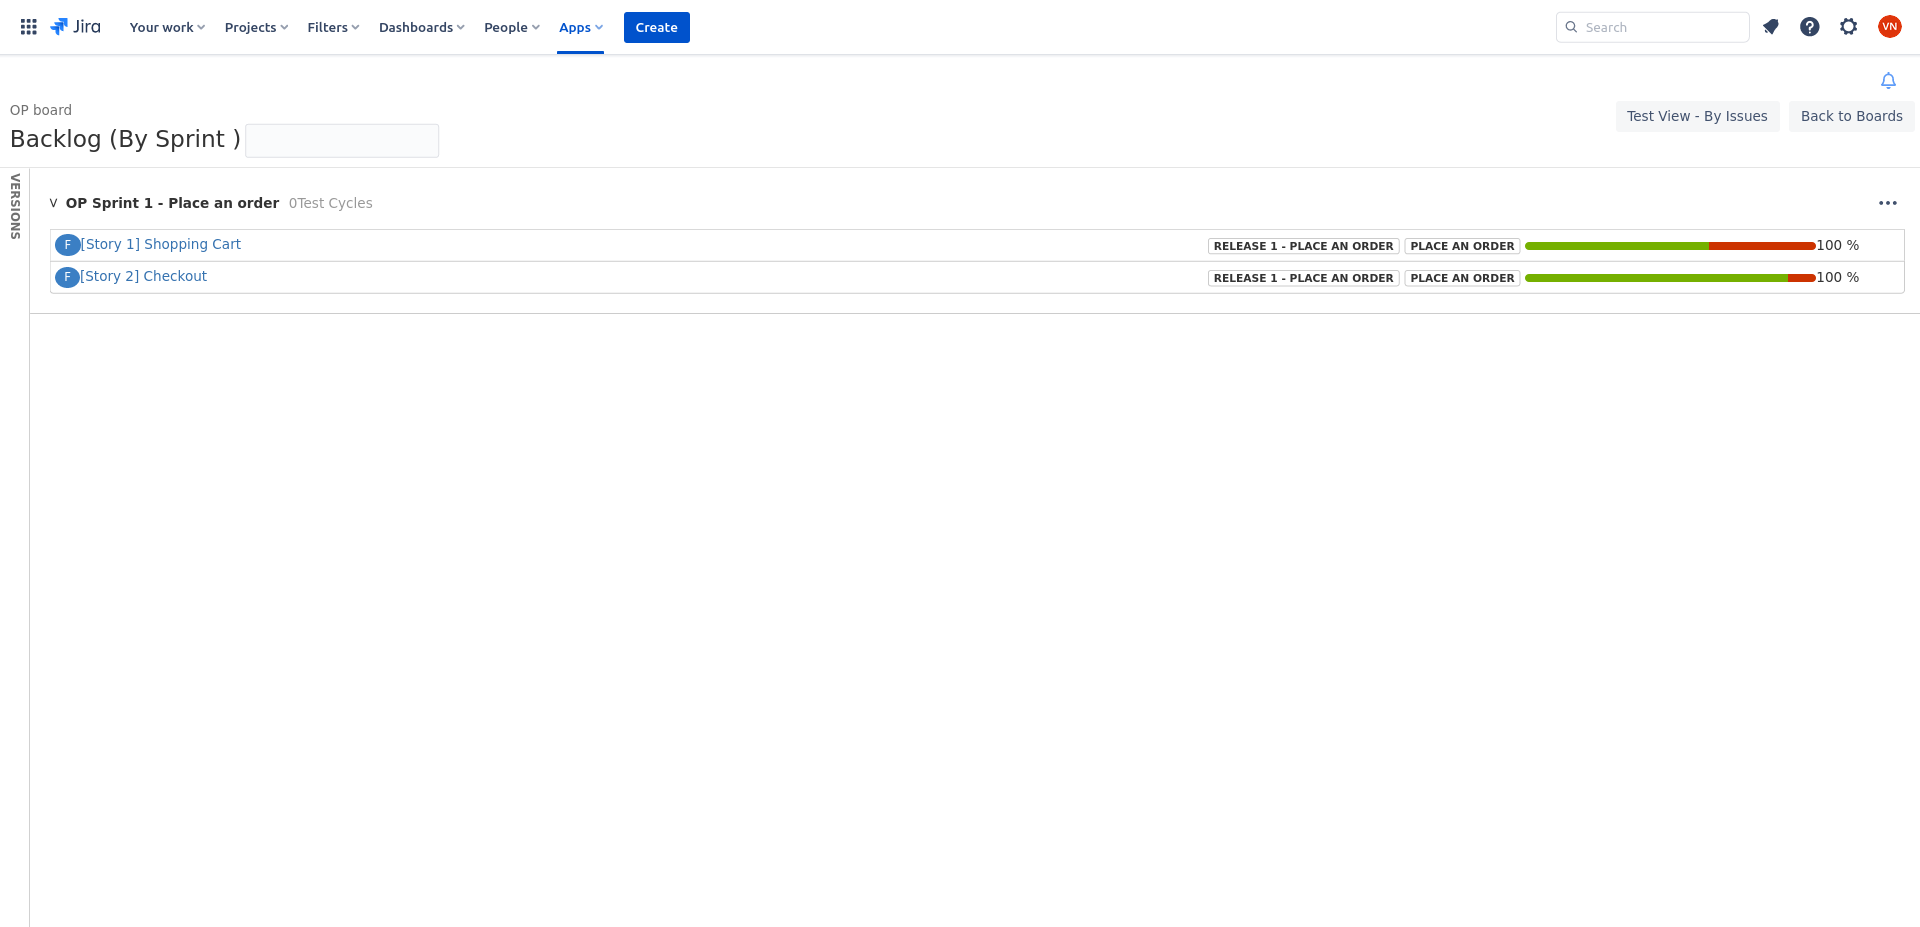 Jira Your work Projects Filters Dashboards People Apps Create Search VN
OP board
Backlog (By Sprint )
Test View - By Issues Back to Boards
VERSIONS
V OP Sprint 1 - Place an order 0Test Cycles
F [Story 1] Shopping Cart RELEASE 1 - PLACE AN ORDER PLACE AN ORDER 100 %
F [Story 2] Checkout RELEASE 1 - PLACE AN ORDER PLACE AN ORDER 100 %